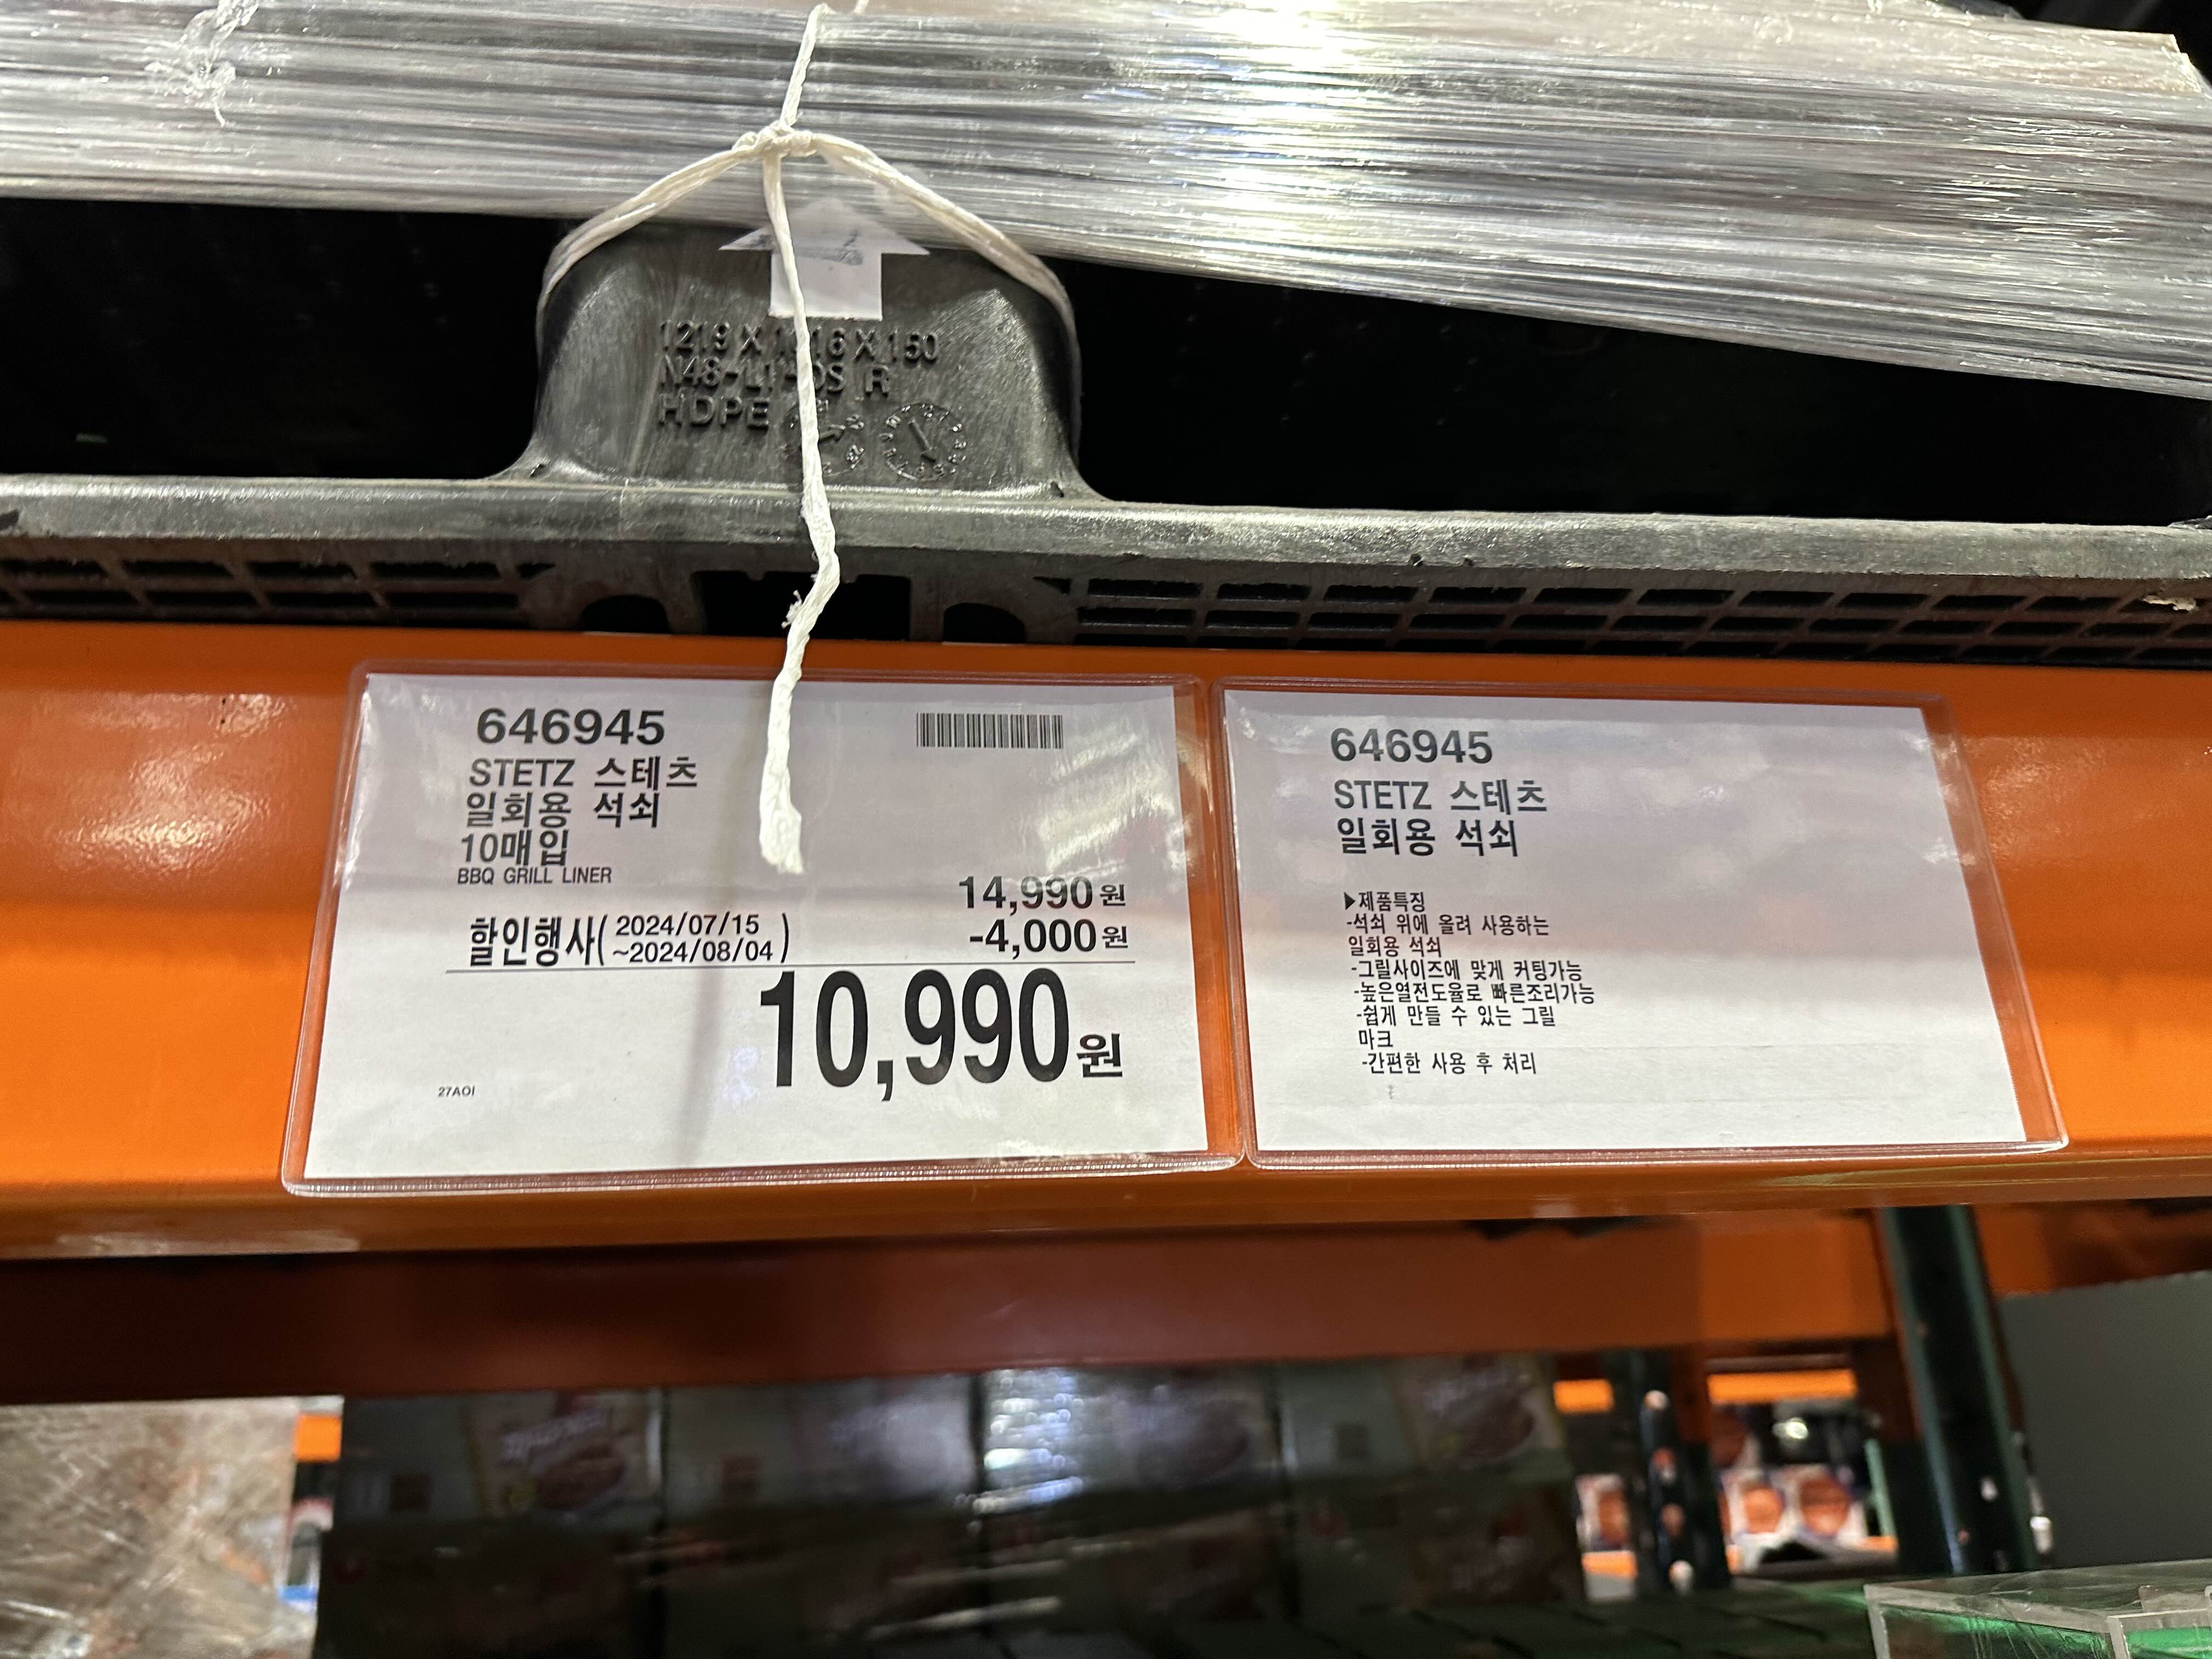 HDPE
646945
STETZ 스테츠
일회용 석쇠
10매입
BBQ GRILL LINER
14,990원
할인행사( 2024/07/15 ~2024/08/04 )
-4,000원
10,990원
27AOI
646945
STETZ 스테츠
일회용 석쇠
▶제품특징
-석쇠 위에 올려 사용하는
일회용 석쇠
-그릴사이즈에 맞게 커팅가능
-높은열전도율로 빠른조리가능
-쉽게 만들 수 있는 그릴
마크
-간편한 사용 후 처리